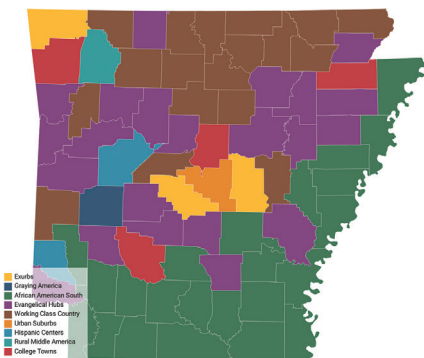 Exurbs
Graying America
African American South
Evangelical Hubs
Working Class Country
Urban Suburbs
Hispanic Centers
Rural Middle America
College Towns